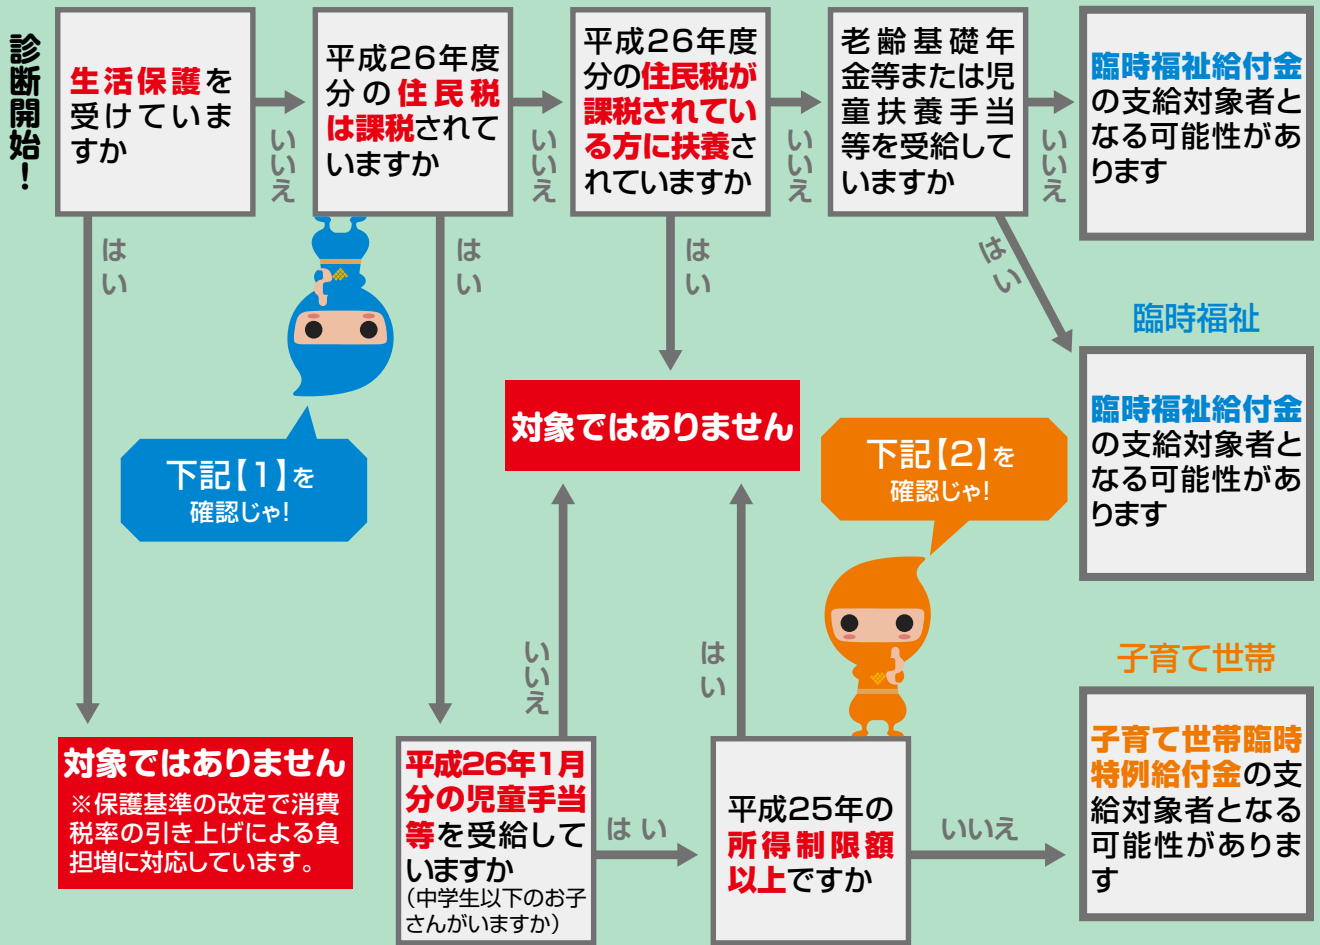 診断開始！
生活保護を
受けていま
すか
いいえ
はい
平成26年度
分の住民税
は課税されて
いますか
いいえ
はい
平成26年度
分の住民税が
課税されてい
る方に扶養さ
れていますか
いいえ
はい
老齢基礎年
金等または児
童扶養手当
等を受給して
いますか
いいえ
はい
臨時福祉給付金
の支給対象者と
なる可能性があ
ります
臨時福祉
臨時福祉給付金
の支給対象者と
なる可能性があ
ります
対象ではありません
下記【1】を
確認じゃ！
下記【2】を
確認じゃ！
対象ではありません
※保護基準の改定で消費
税率の引き上げによる負
担増に対応しています。
平成26年1月
分の児童手当
等を受給して
いますか
（中学生以下のお子
さんがいますか）
いいえ
はい
平成25年の
所得制限額
以上ですか
はい
いいえ
子育て世帯
子育て世帯臨時
特例給付金の支
給対象者となる
可能性がありま
す